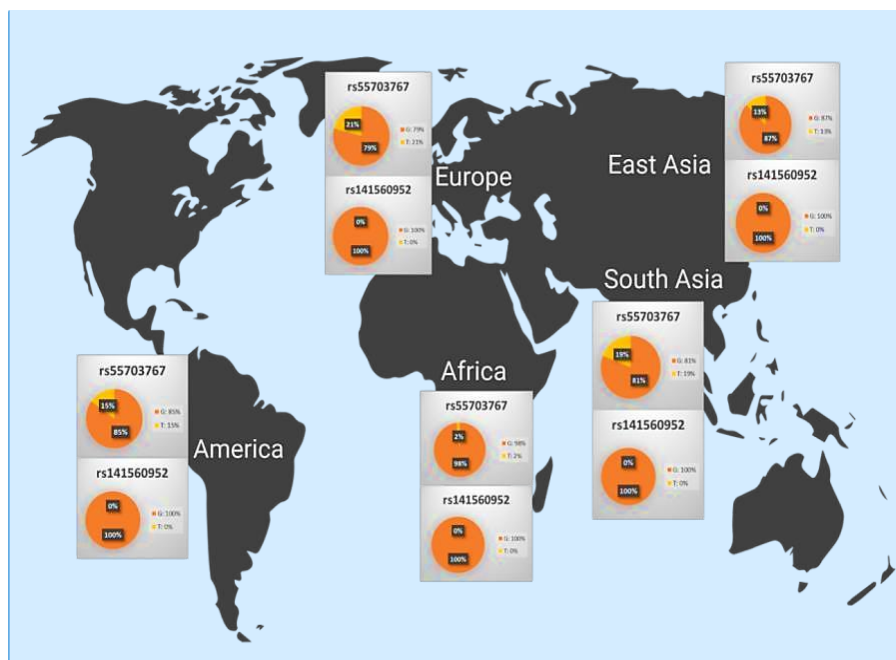 rs55703767
21%
79%
G: 79%
T: 21%
rs141560952
0%
100%
G: 100%
T: 0%
Europe
rs55703767
13%
87%
G: 87%
T: 13%
rs141560952
0%
100%
G: 100%
T: 0%
East Asia
South Asia
rs55703767
19%
81%
G: 81%
T: 19%
rs141560952
0%
100%
G: 100%
T: 0%
rs55703767
15%
85%
G: 85%
T: 15%
rs141560952
0%
100%
G: 100%
T: 0%
America
Africa
rs55703767
2%
98%
G: 98%
T: 2%
rs141560952
0%
100%
G: 100%
T: 0%